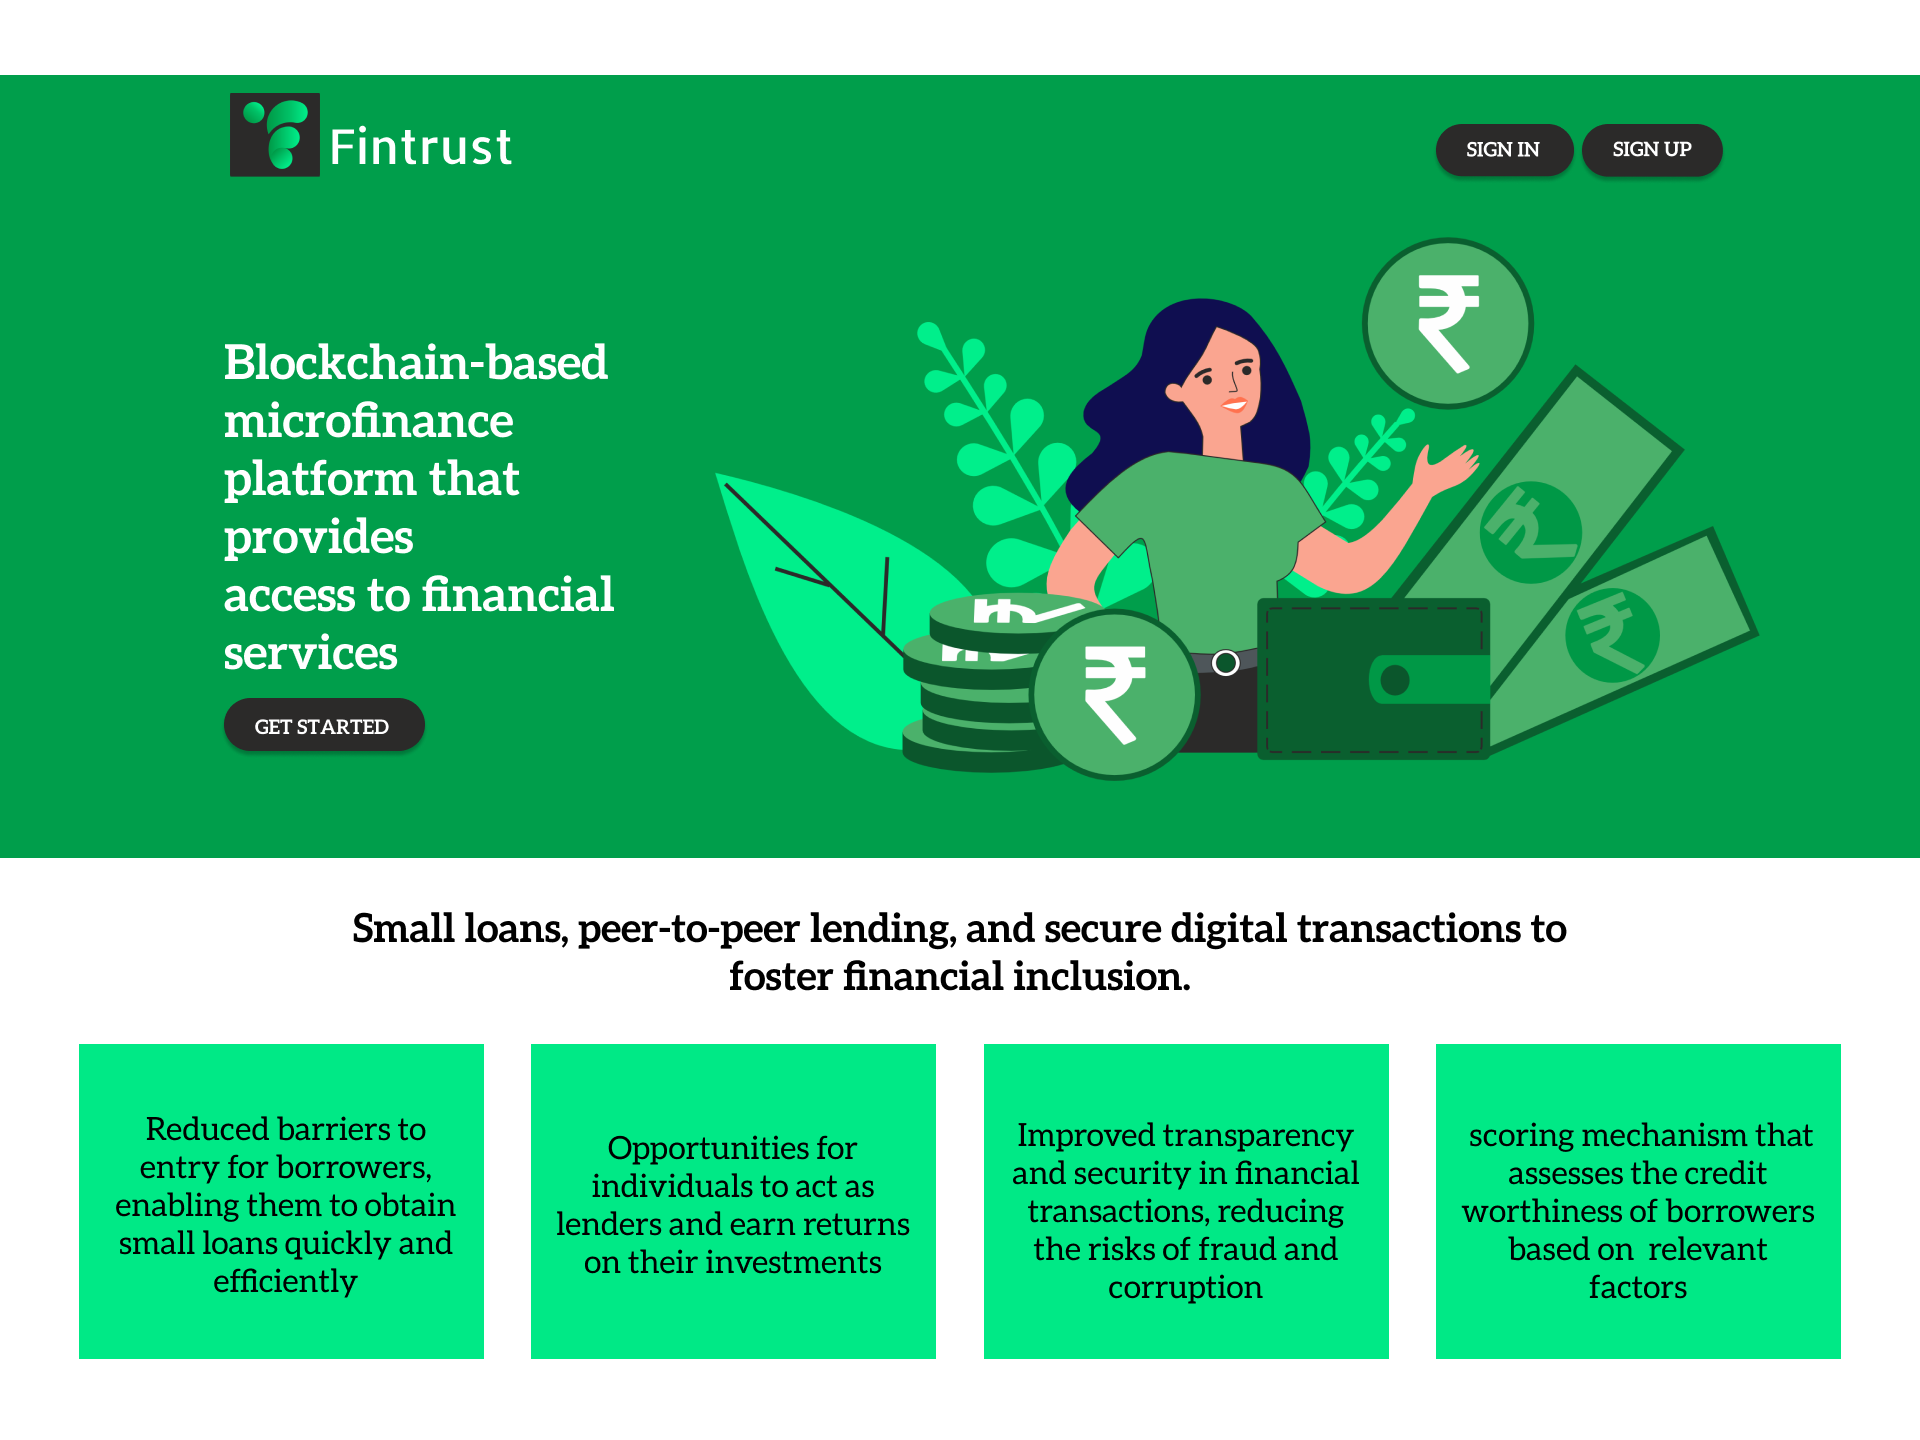 Fintrust
SIGN IN
SIGN UP
Blockchain-based
microfinance
platform that
provides
access to financial
services
GET STARTED
₹
₹
₹
₹
Small loans, peer-to-peer lending, and secure digital transactions to
foster financial inclusion.
Reduced barriers to
entry for borrowers,
enabling them to obtain
small loans quickly and
efficiently
Opportunities for
individuals to act as
lenders and earn returns
on their investments
Improved transparency
and security in financial
transactions, reducing
the risks of fraud and
corruption
scoring mechanism that
assesses the credit
worthiness of borrowers
based on  relevant
factors